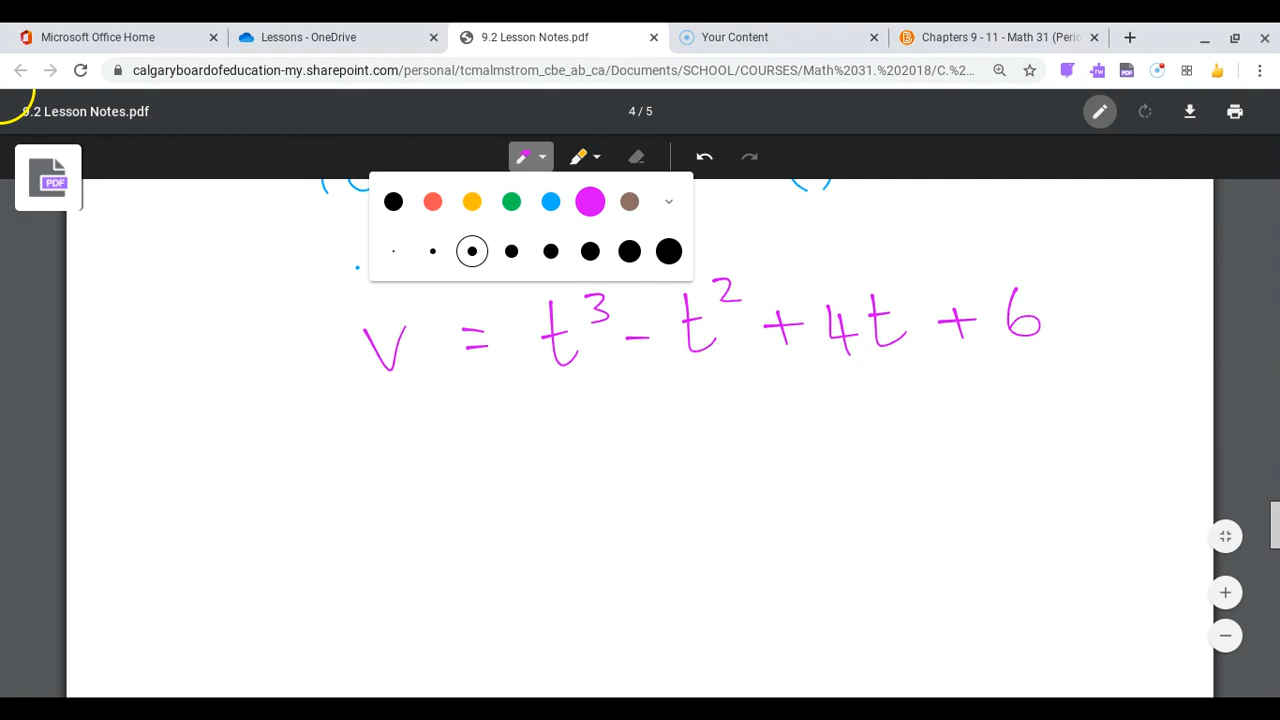 Microsoft Office Home
Lessons - OneDrive
9.2 Lesson Notes.pdf
Your Content
Chapters 9 - 11 - Math 31 (Perio
calgaryboardofeducation-my.sharepoint.com/personal/tcmalmstrom_cbe_ab_ca/Documents/SCHOOL/COURSES/Math%2031.%202018/C.%2...
9.2 Lesson Notes.pdf
4 / 5
PDF
v = t³ - t² + 4t + 6